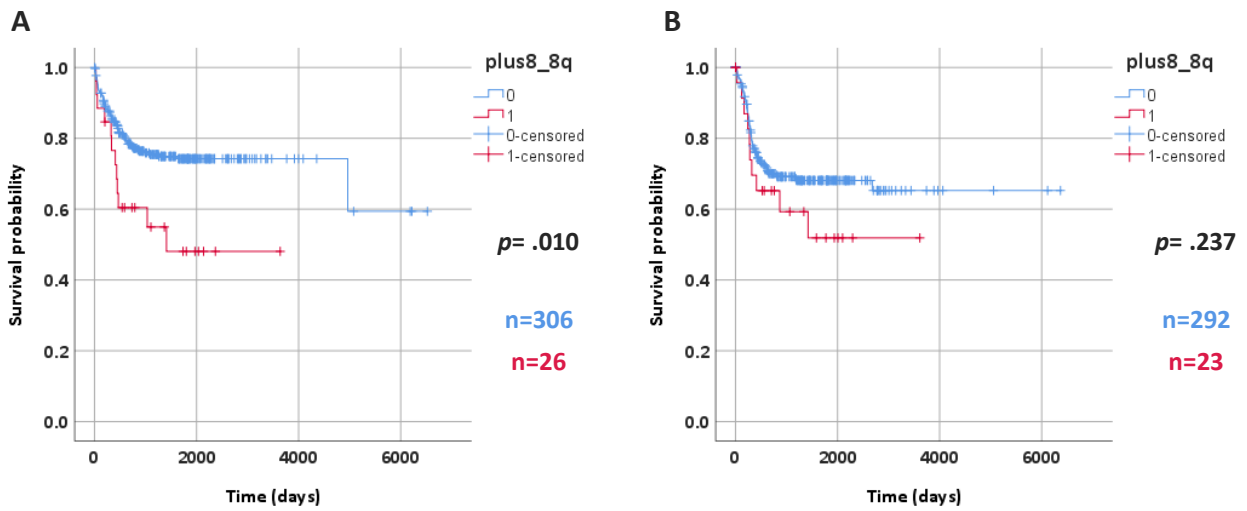 A
Survival probability
1.0
0.8
0.6
0.4
0.2
0.0
0 2000 4000 6000
Time (days)
plus8_8q
0
1
0-censored
1-censored
p= .010
n=306
n=26
B
Survival probability
1.0
0.8
0.6
0.4
0.2
0.0
0 2000 4000 6000
Time (days)
plus8_8q
0
1
0-censored
1-censored
p= .237
n=292
n=23